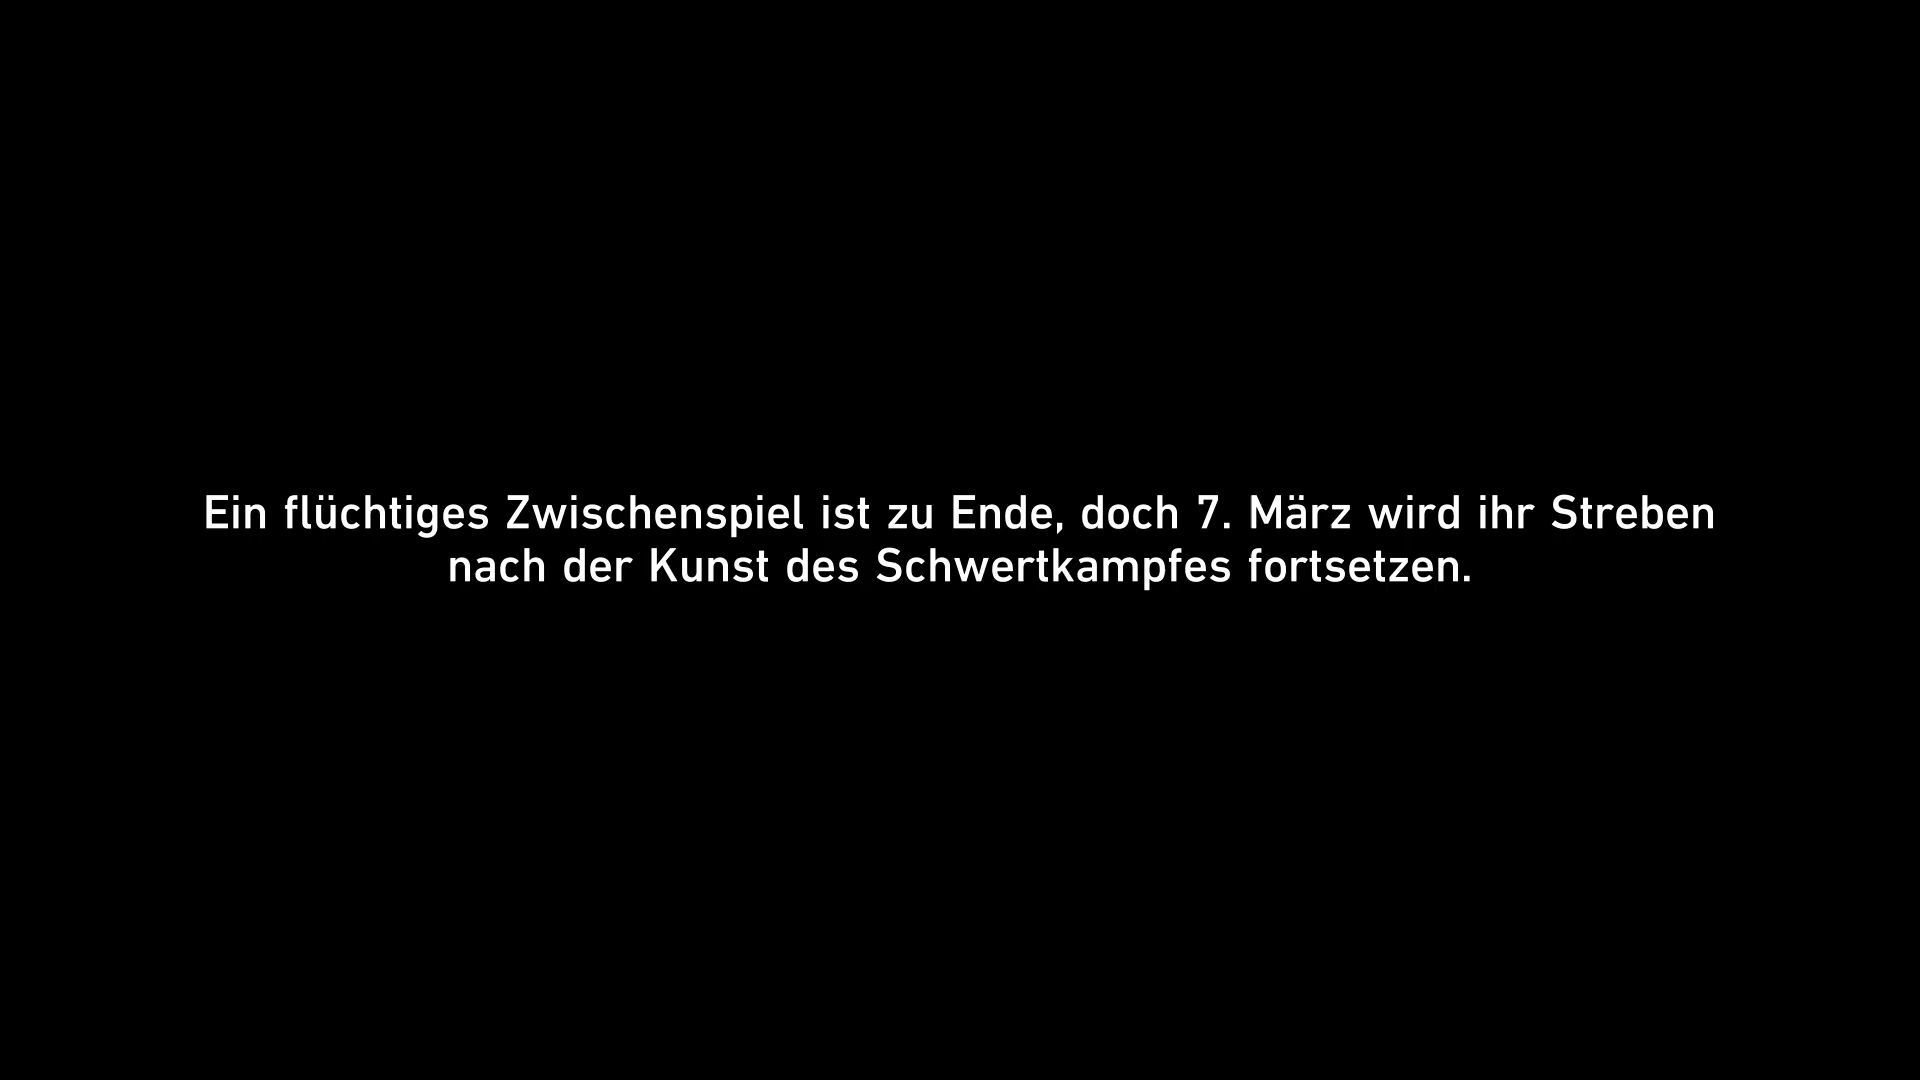 Ein flüchtiges Zwischenspiel ist zu Ende, doch 7. März wird ihr Streben
nach der Kunst des Schwertkampfes fortsetzen.